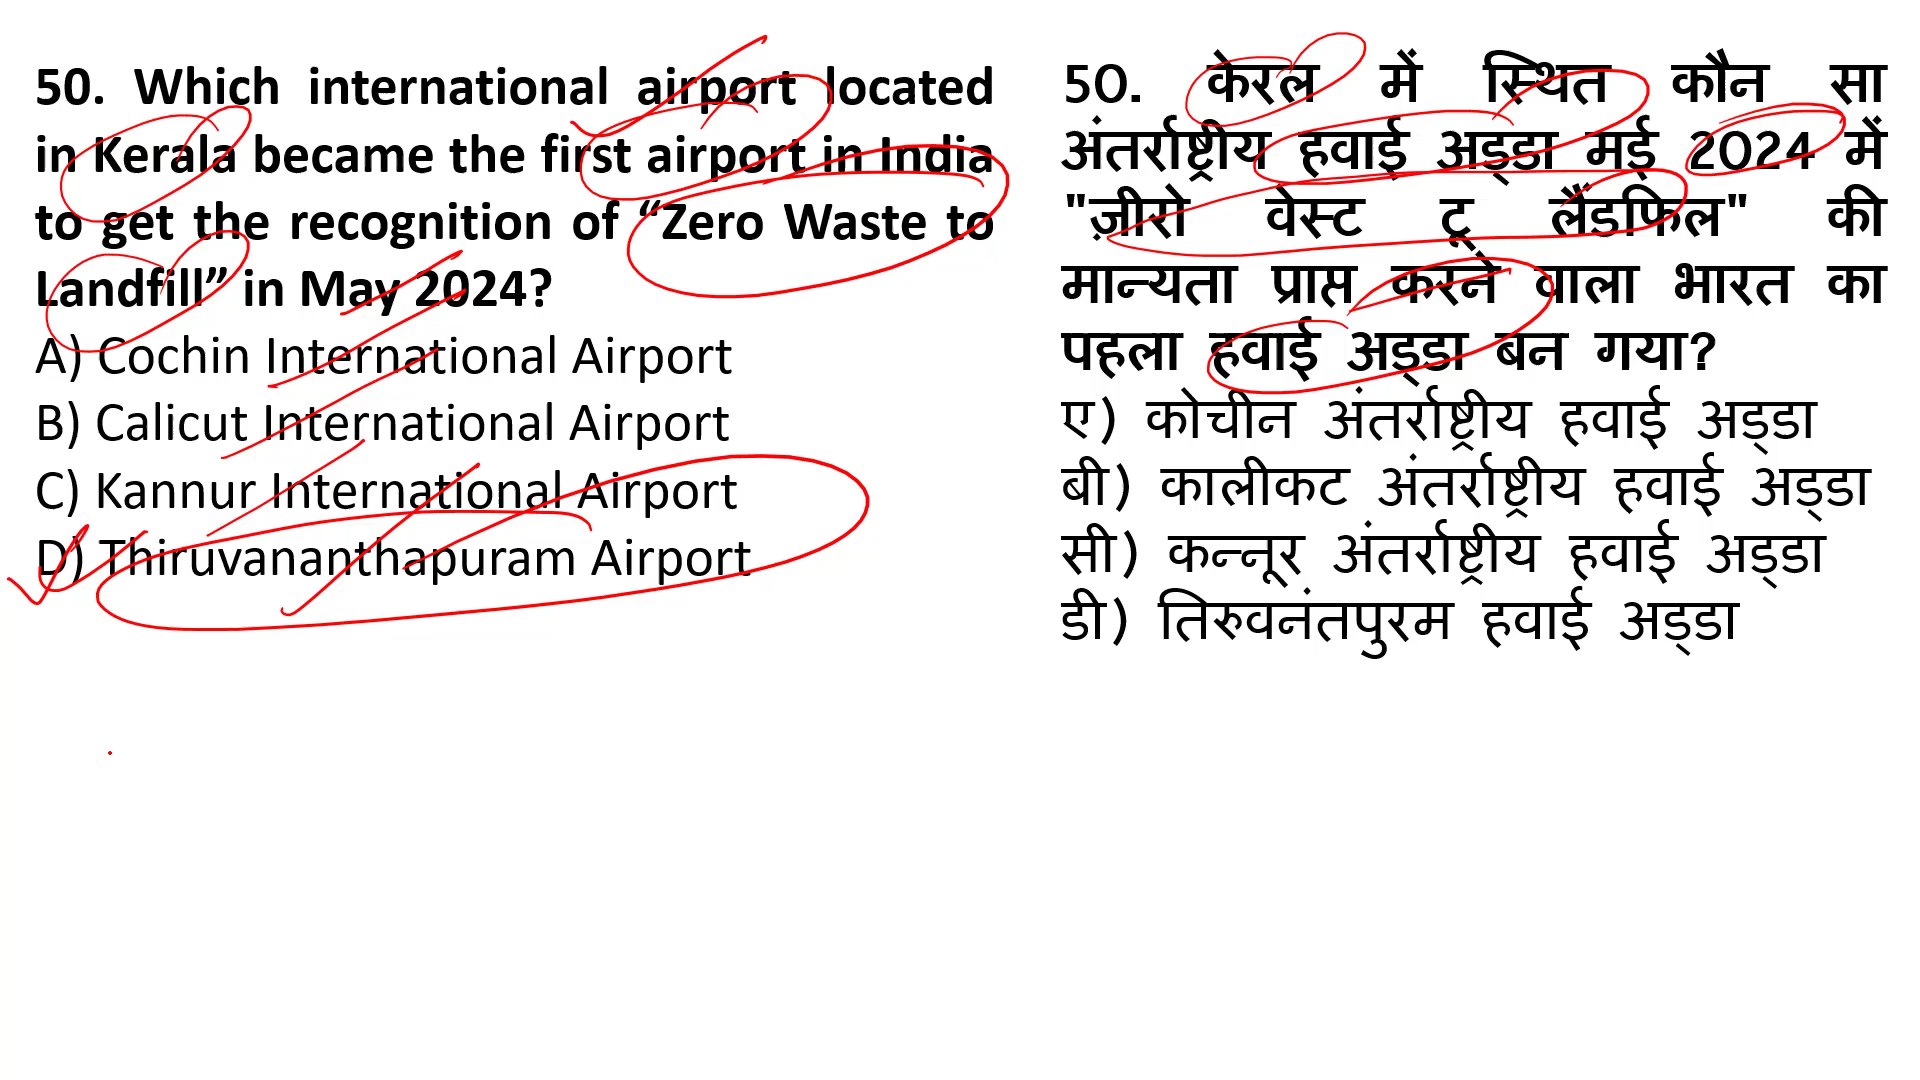 50. Which international airport located
in Kerala became the first airport in India
to get the recognition of “Zero Waste to
Landfill” in May 2024?
A) Cochin International Airport
B) Calicut International Airport
C) Kannur International Airport
D) Thiruvananthapuram Airport
50. केरल में स्थित कौन सा
अंतर्राष्ट्रीय हवाई अड्डा मई 2024 में
"ज़ीरो वेस्ट टू लैंडफिल" की
मान्यता प्राप्त करने वाला भारत का
पहला हवाई अड्डा बन गया?
ए) कोचीन अंतर्राष्ट्रीय हवाई अड्डा
बी) कालीकट अंतर्राष्ट्रीय हवाई अड्डा
सी) कन्नूर अंतर्राष्ट्रीय हवाई अड्डा
डी) तिरुवनंतपुरम हवाई अड्डा